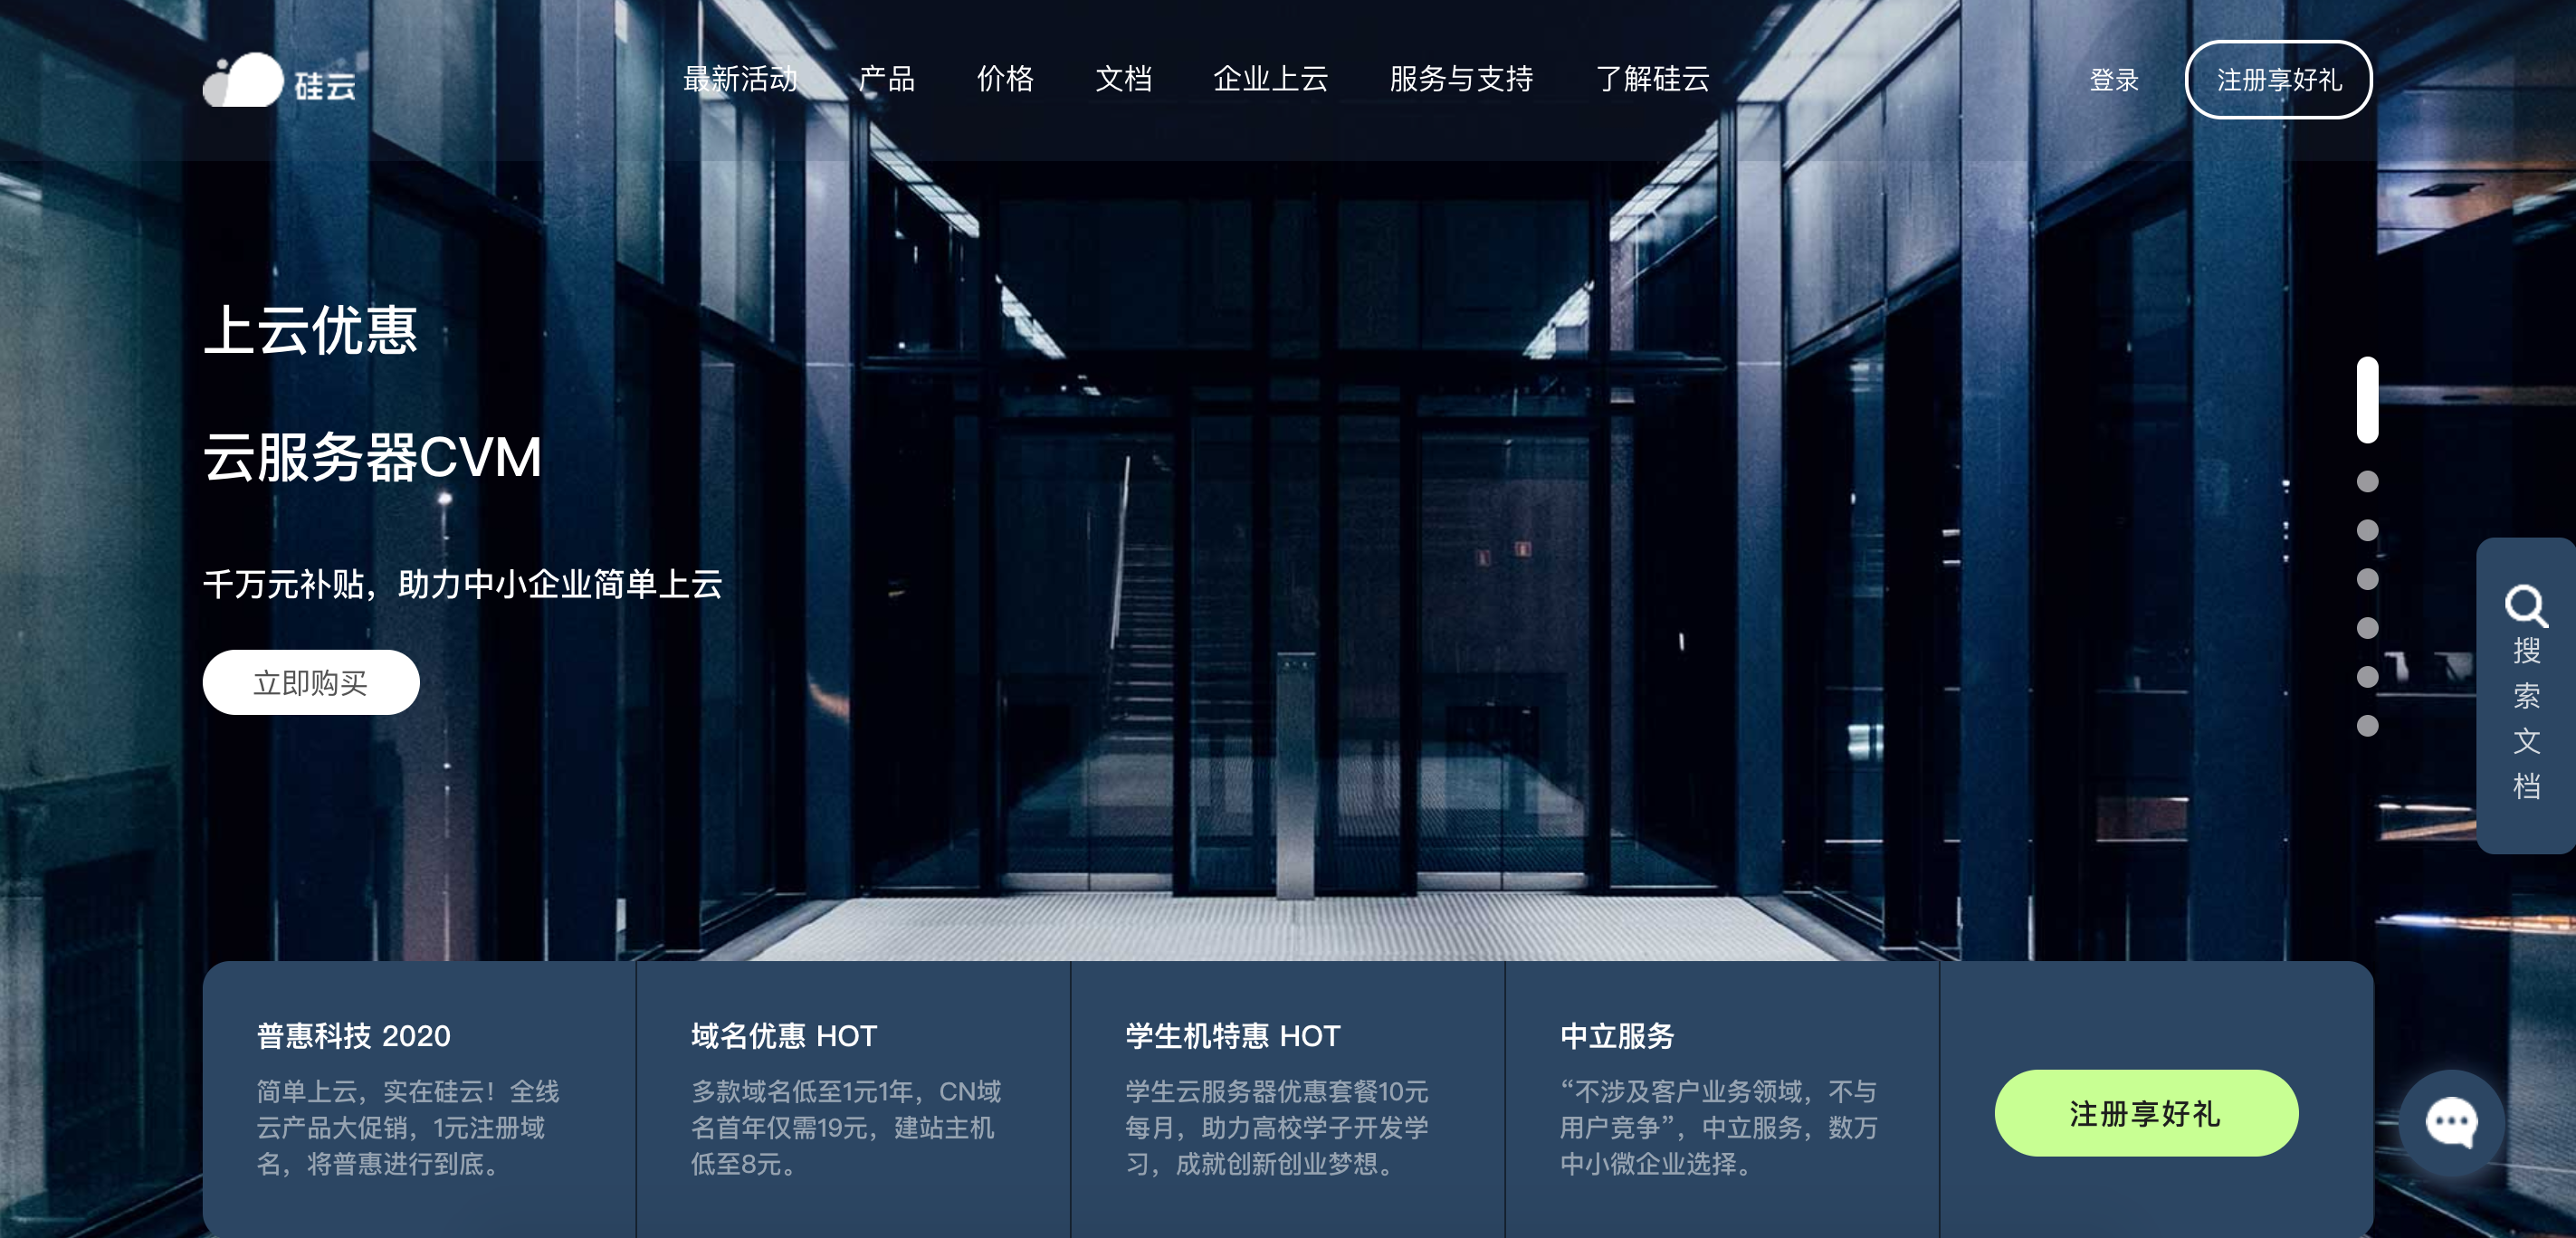 硅云
最新活动 产品 价格 文档 企业上云 服务与支持 了解硅云
登录 注册享好礼
上云优惠
云服务器CVM
千万元补贴，助力中小企业简单上云
立即购买
搜
索
文
档
普惠科技 2020
简单上云，实在硅云！全线
云产品大促销，1元注册域
名，将普惠进行到底。
域名优惠 HOT
多款域名低至1元1年，CN域
名首年仅需19元，建站主机
低至8元。
学生机特惠 HOT
学生云服务器优惠套餐10元
每月，助力高校学子开发学
习，成就创新创业梦想。
中立服务
“不涉及客户业务领域，不与
用户竞争”，中立服务，数万
中小微企业选择。
注册享好礼